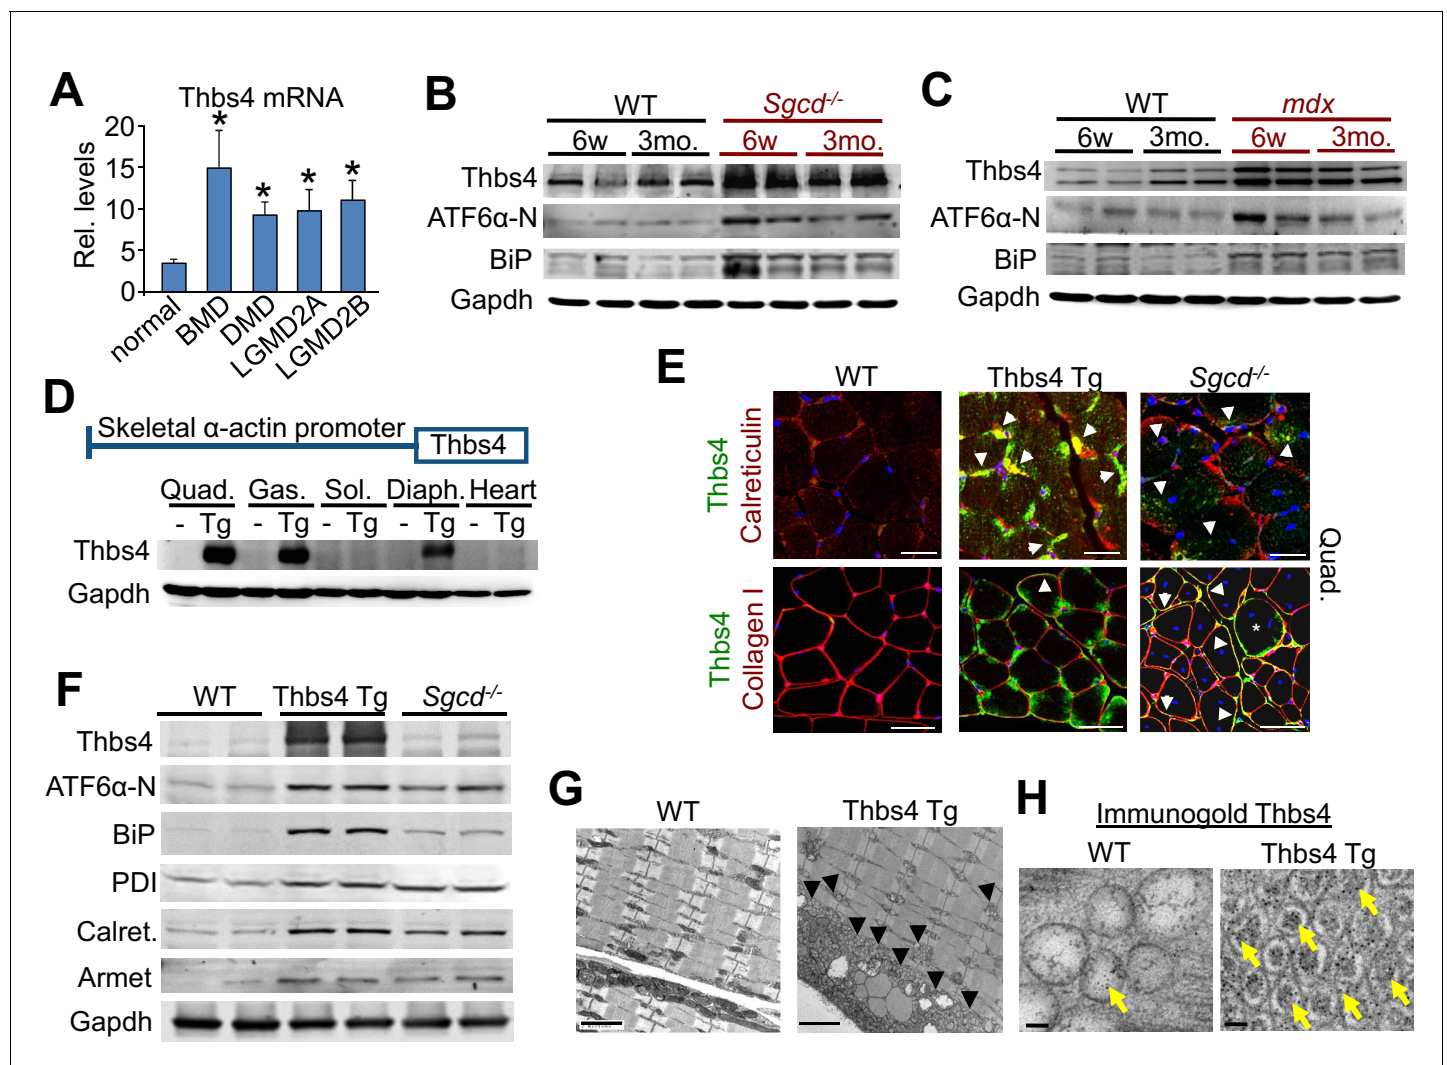 A
Thbs4 mRNA
Rel. levels
20
15
10
5
0
* * * *
normal
BMD
DMD
LGMD2A
LGMD2B
B
WT Sgcd-/-
6w 3mo. 6w 3mo.
Thbs4
ATF6α-N
BiP
Gapdh
C
WT mdx
6w 3mo. 6w 3mo.
Thbs4
ATF6α-N
BiP
Gapdh
D
Skeletal α-actin promoter Thbs4
Quad. Gas. Sol. Diaph. Heart
- Tg - Tg - Tg - Tg - Tg
Thbs4
Gapdh
E
WT Thbs4 Tg Sgcd-/-
Thbs4
Calreticulin
Thbs4
Collagen I
*
Quad.
F
WT Thbs4 Tg Sgcd-/-
Thbs4
ATF6α-N
BiP
PDI
Calret.
Armet
Gapdh
G
WT Thbs4 Tg
H
Immunogold Thbs4
WT Thbs4 Tg